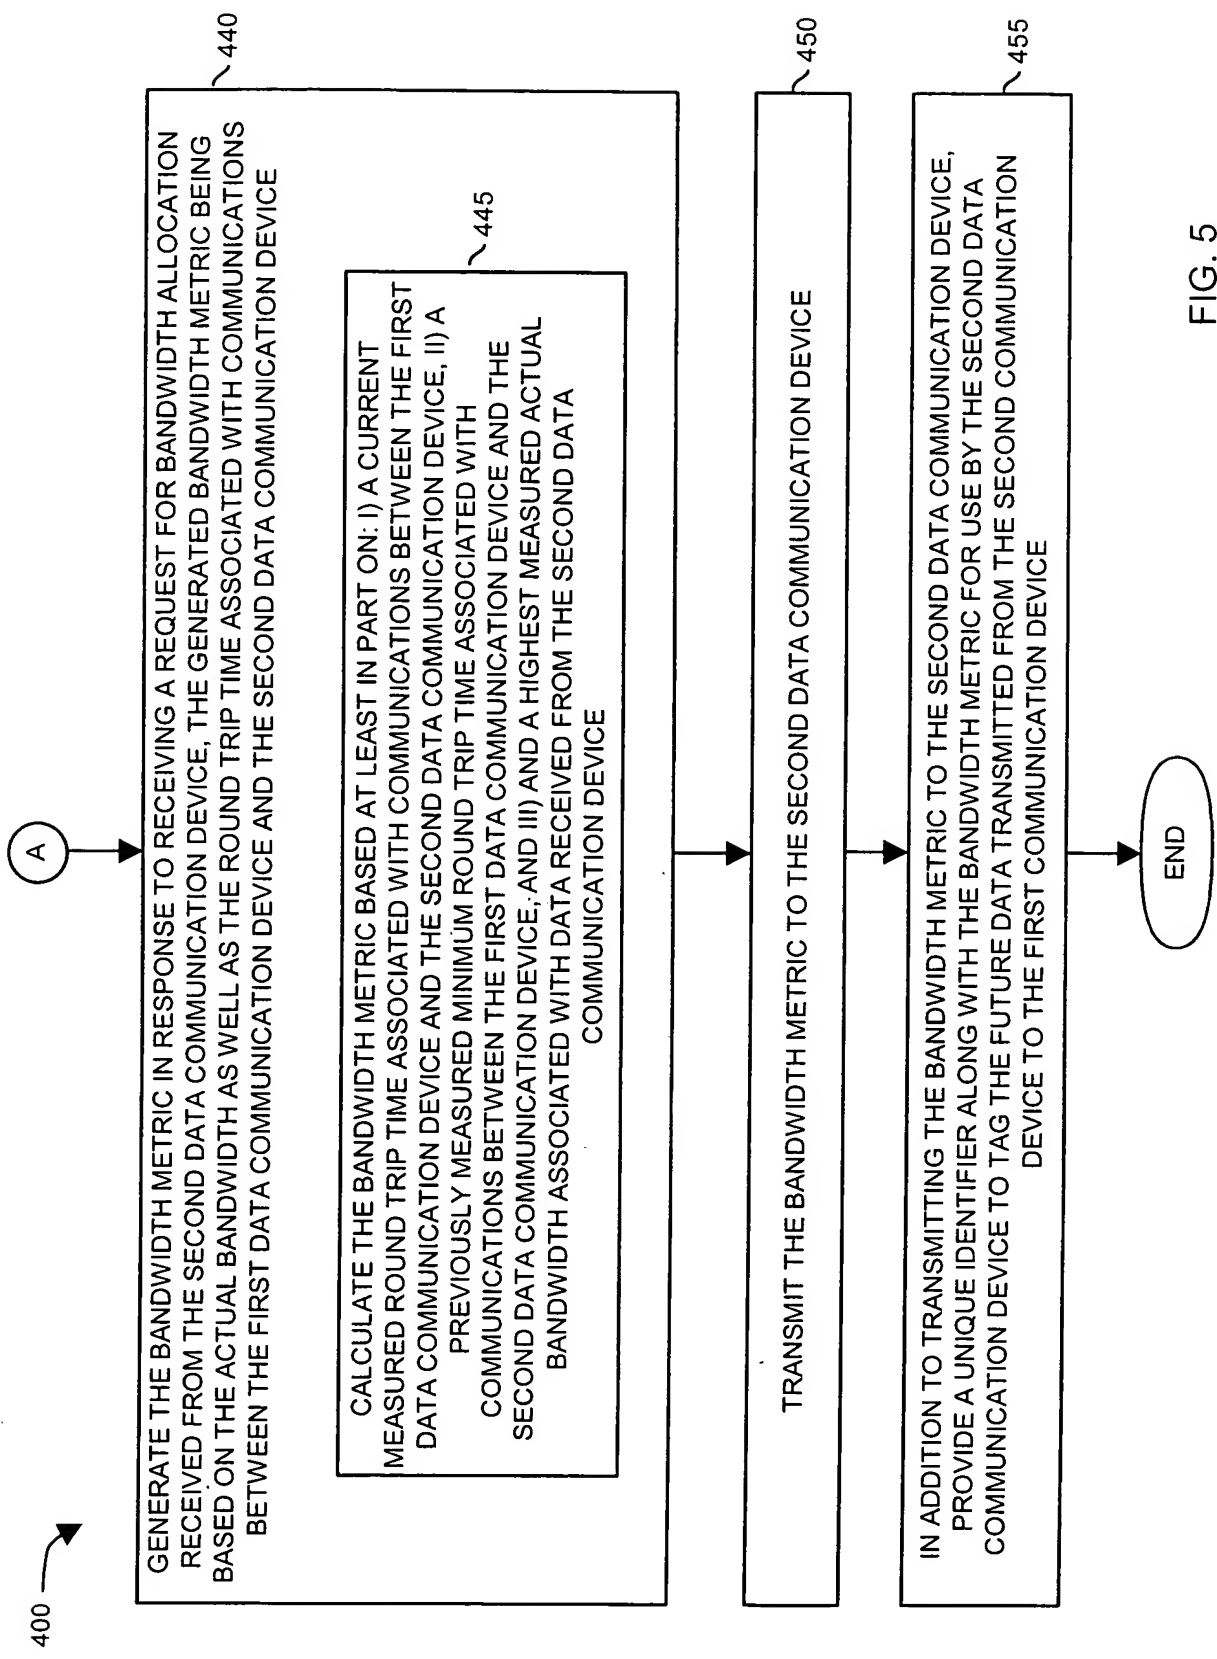 400
A
440
GENERATE THE BANDWIDTH METRIC IN RESPONSE TO RECEIVING A REQUEST FOR BANDWIDTH ALLOCATION
RECEIVED FROM THE SECOND DATA COMMUNICATION DEVICE, THE GENERATED BANDWIDTH METRIC BEING
BASED ON THE ACTUAL BANDWIDTH AS WELL AS THE ROUND TRIP TIME ASSOCIATED WITH COMMUNICATIONS
BETWEEN THE FIRST DATA COMMUNICATION DEVICE AND THE SECOND DATA COMMUNICATION DEVICE
445
CALCULATE THE BANDWIDTH METRIC BASED AT LEAST IN PART ON: I) A CURRENT
MEASURED ROUND TRIP TIME ASSOCIATED WITH COMMUNICATIONS BETWEEN THE FIRST
DATA COMMUNICATION DEVICE AND THE SECOND DATA COMMUNICATION DEVICE, II) A
PREVIOUSLY MEASURED MINIMUM ROUND TRIP TIME ASSOCIATED WITH
COMMUNICATIONS BETWEEN THE FIRST DATA COMMUNICATION DEVICE AND THE
SECOND DATA COMMUNICATION DEVICE, AND III) AND A HIGHEST MEASURED ACTUAL
BANDWIDTH ASSOCIATED WITH DATA RECEIVED FROM THE SECOND DATA
COMMUNICATION DEVICE
450
TRANSMIT THE BANDWIDTH METRIC TO THE SECOND DATA COMMUNICATION DEVICE
455
IN ADDITION TO TRANSMITTING THE BANDWIDTH METRIC TO THE SECOND DATA COMMUNICATION DEVICE,
PROVIDE A UNIQUE IDENTIFIER ALONG WITH THE BANDWIDTH METRIC FOR USE BY THE SECOND DATA
COMMUNICATION DEVICE TO TAG THE FUTURE DATA TRANSMITTED FROM THE SECOND COMMUNICATION
DEVICE TO THE FIRST COMMUNICATION DEVICE
END
FIG. 5